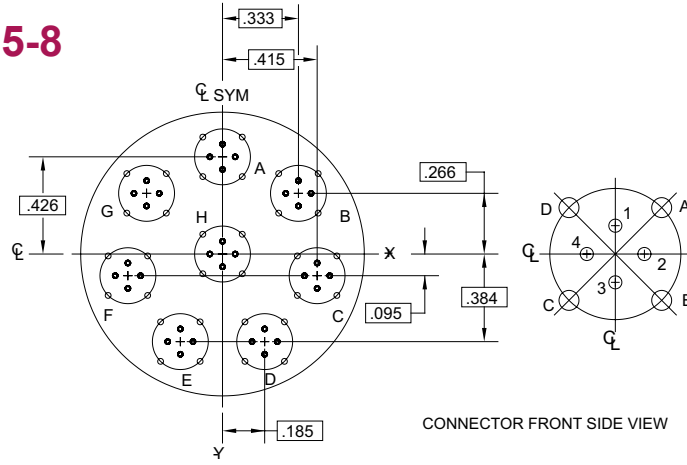 .333
5-8
.415
℄ SYM
A
.266
G
B
.426
H
D
A
1
℄
X
℄
4
2
3
.095
.384
F
C
C
B
℄
E
D
.185
CONNECTOR FRONT SIDE VIEW
Y